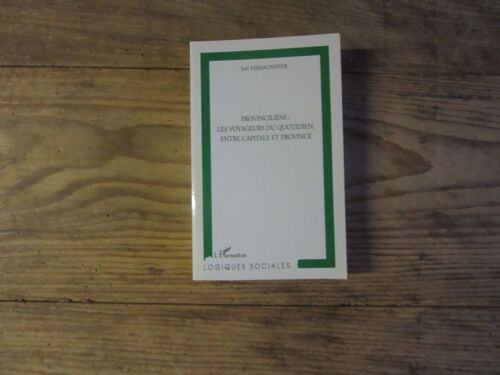 Joël MEISSONNIER
PROVINCILIENS :
LES VOYAGEURS DU QUOTIDIEN,
ENTRE CAPITALE ET PROVINCE
L'Harmattan
LOGIQUES SOCIALES